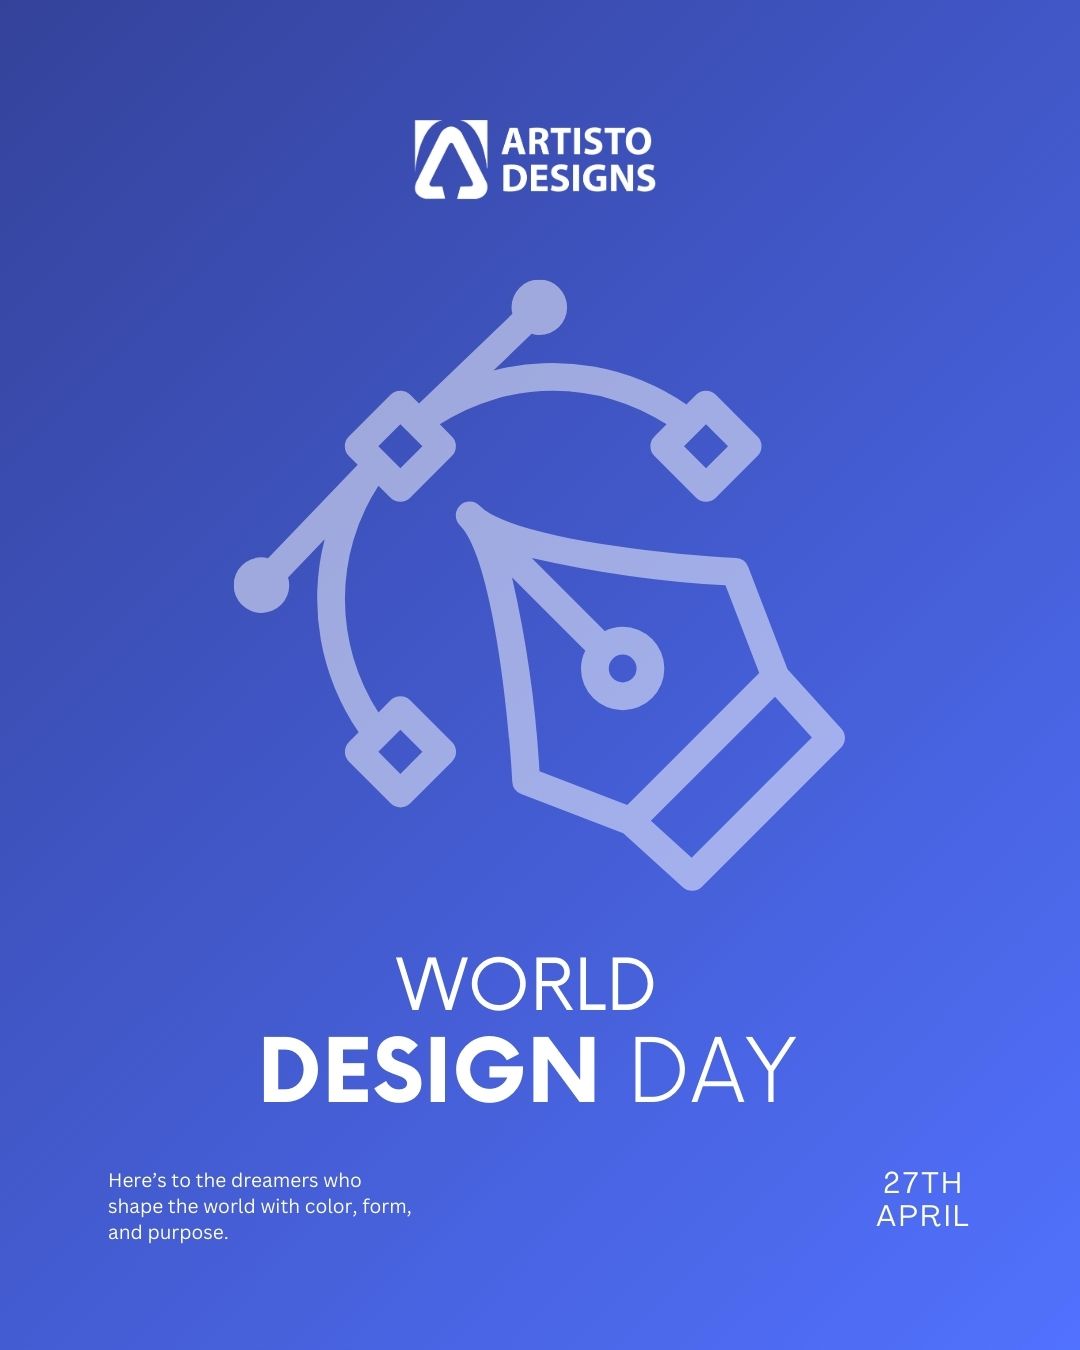 ARTISTO
DESIGNS
WORLD
DESIGN DAY
Here’s to the dreamers who
shape the world with color, form,
and purpose.
27TH
APRIL